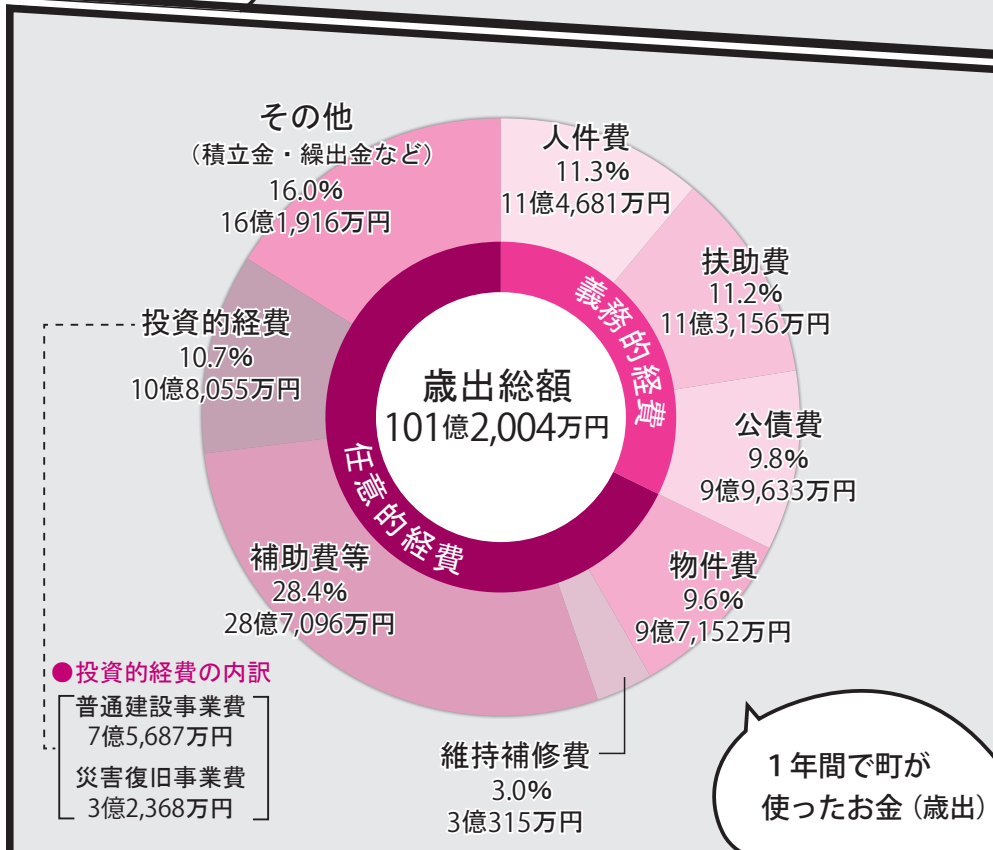 その他
（積立金・繰出金など）
16.0%
16億1,916万円
人件費
11.3%
11億4,681万円
扶助費
11.2%
11億3,156万円
公債費
9.8%
9億9,633万円
物件費
9.6%
9億7,152万円
維持補修費
3.0%
3億315万円
補助費等
28.4%
28億7,096万円
投資的経費
10.7%
10億8,055万円
義務的経費
任意的経費
歳出総額
101億2,004万円
●投資的経費の内訳
普通建設事業費
7億5,687万円
災害復旧事業費
3億2,368万円
1年間で町が
使ったお金（歳出）